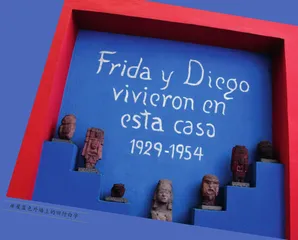 Frida y Diego
vivieron en
esta casa
1929-1954